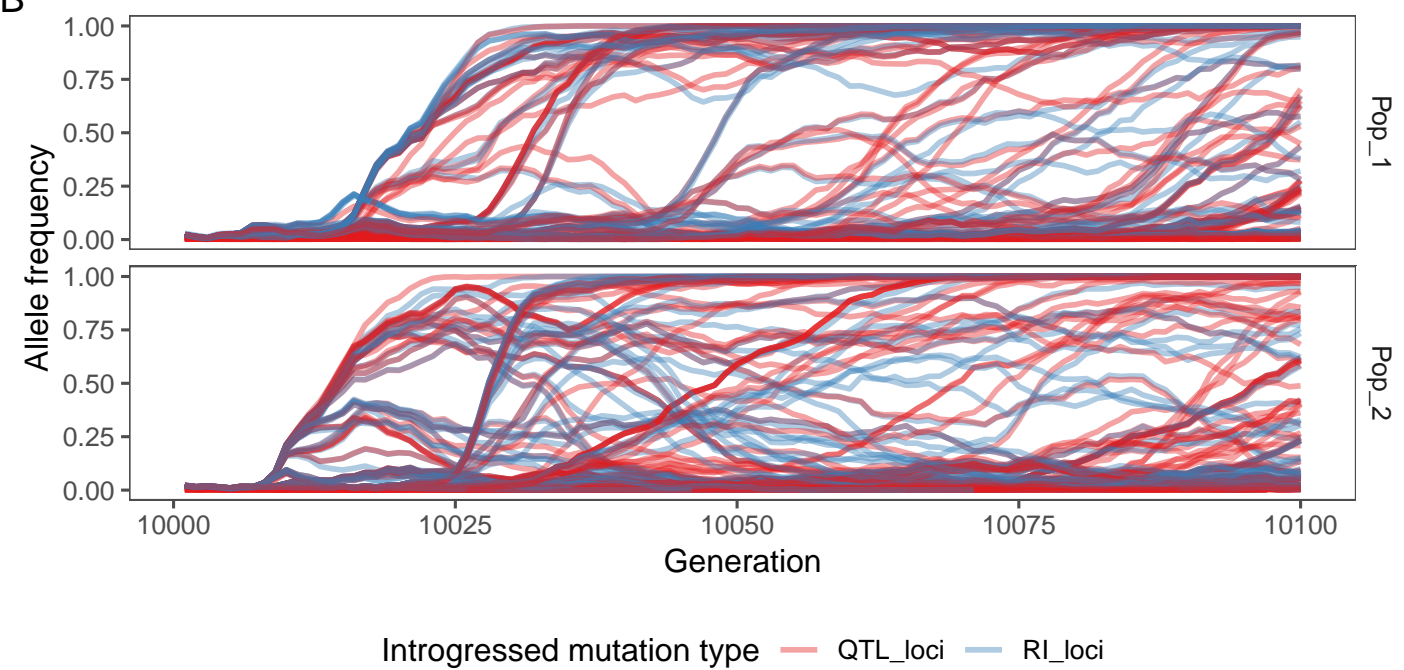 B
1.00
0.75
0.50
0.25
0.00
Pop_1
1.00
0.75
0.50
0.25
0.00
Pop_2
Allele frequency
10000 10025 10050 10075 10100
Generation
Introgressed mutation type QTL_loci RI_loci